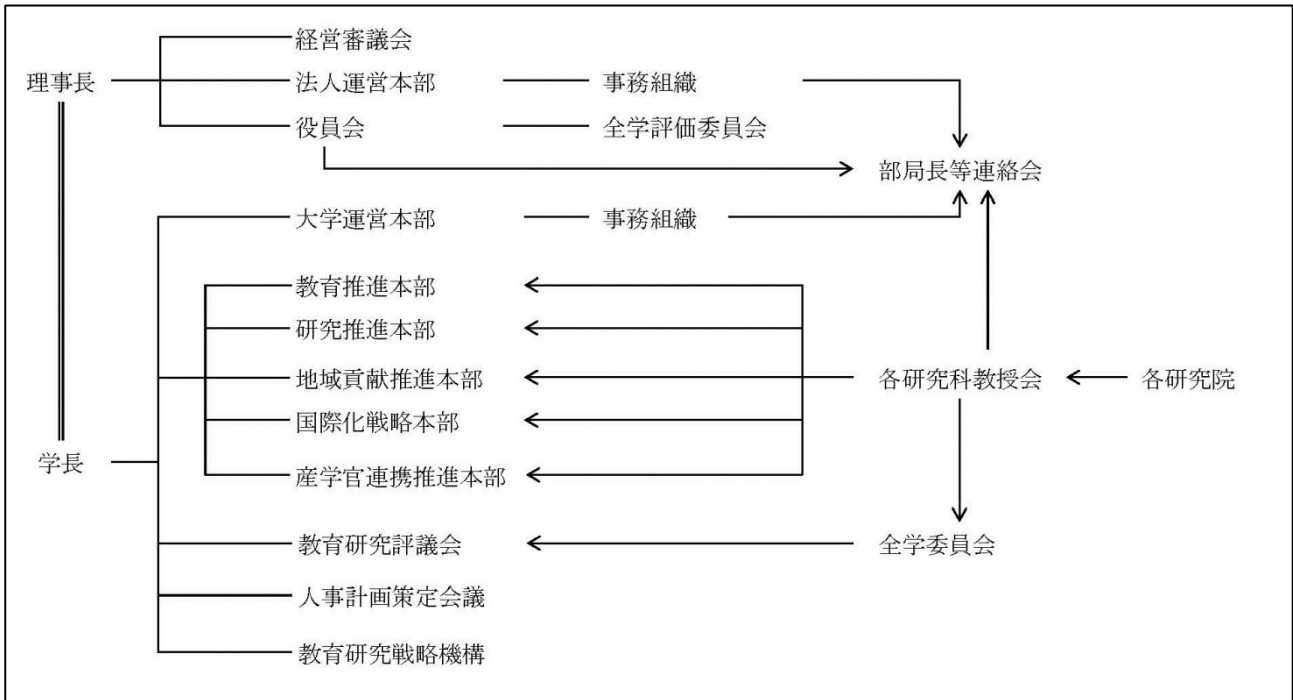 経営審議会
理事長
法人運営本部
事務組織
役員会
全学評価委員会
部局長等連絡会
大学運営本部
事務組織
教育推進本部
研究推進本部
地域貢献推進本部
各研究科教授会
各研究院
国際化戦略本部
学長
産学官連携推進本部
教育研究評議会
全学委員会
人事計画策定会議
教育研究戦略機構